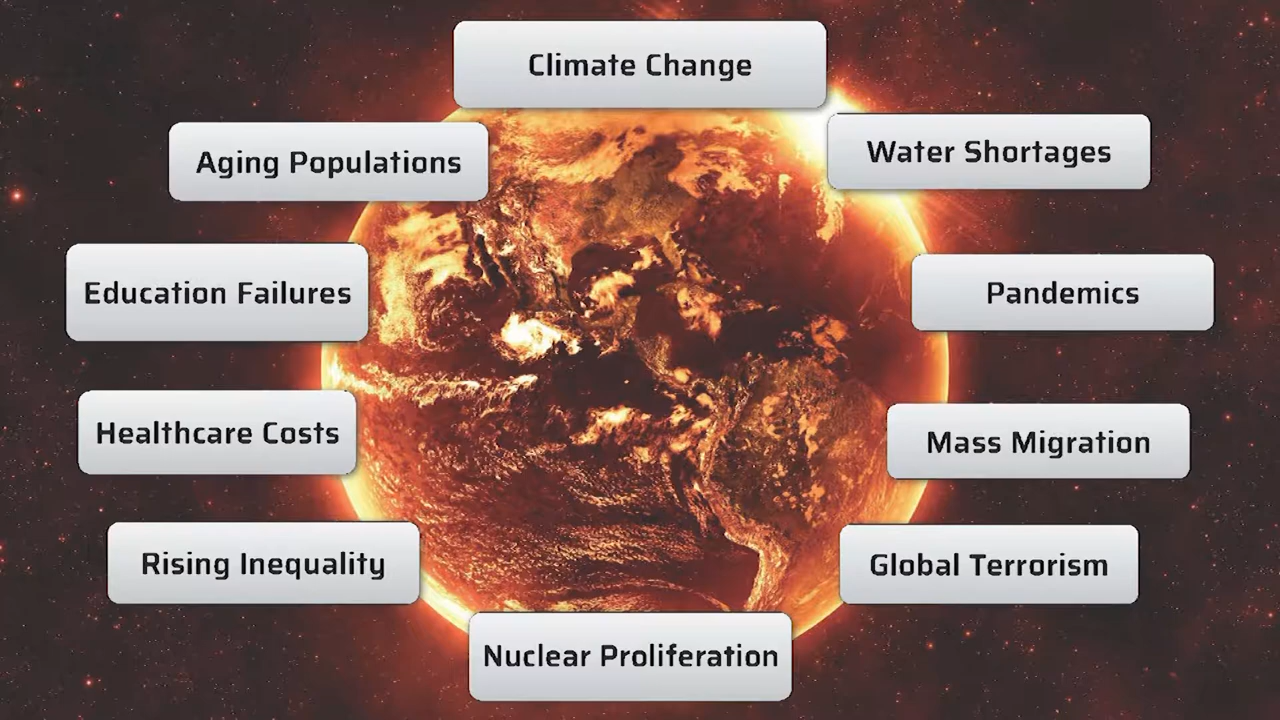 Climate Change
Aging Populations
Water Shortages
Education Failures
Pandemics
Healthcare Costs
Mass Migration
Rising Inequality
Global Terrorism
Nuclear Proliferation